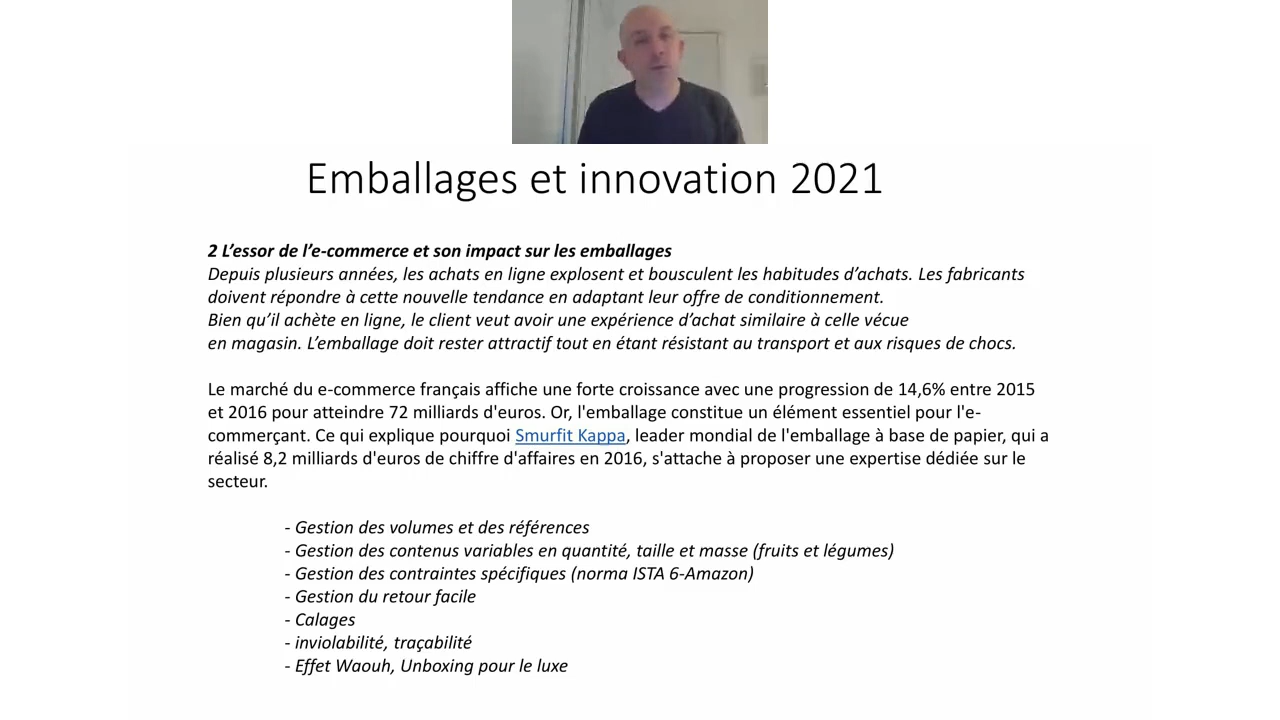 Emballages et innovation 2021
2 L’essor de l’e-commerce et son impact sur les emballages
Depuis plusieurs années, les achats en ligne explosent et bousculent les habitudes d’achats. Les fabricants
doivent répondre à cette nouvelle tendance en adaptant leur offre de conditionnement.
Bien qu’il achète en ligne, le client veut avoir une expérience d’achat similaire à celle vécue
en magasin. L’emballage doit rester attractif tout en étant résistant au transport et aux risques de chocs.
Le marché du e-commerce français affiche une forte croissance avec une progression de 14,6% entre 2015
et 2016 pour atteindre 72 milliards d'euros. Or, l'emballage constitue un élément essentiel pour l'e-
commerçant. Ce qui explique pourquoi Smurfit Kappa, leader mondial de l'emballage à base de papier, qui a
réalisé 8,2 milliards d'euros de chiffre d'affaires en 2016, s'attache à proposer une expertise dédiée sur le
secteur.
- Gestion des volumes et des références
- Gestion des contenus variables en quantité, taille et masse (fruits et légumes)
- Gestion des contraintes spécifiques (norma ISTA 6-Amazon)
- Gestion du retour facile
- Calages
- inviolabilité, traçabilité
- Effet Waouh, Unboxing pour le luxe